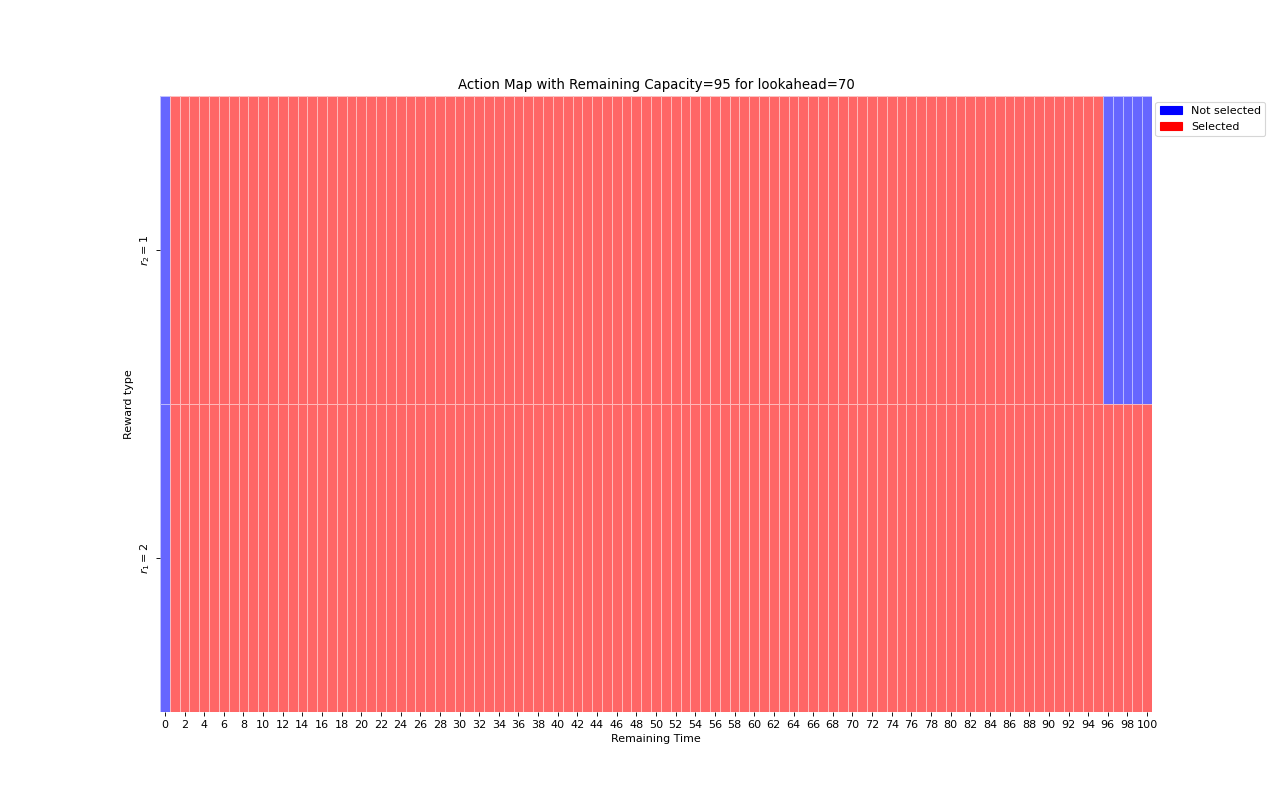 Action Map with Remaining Capacity=95 for lookahead=70
Not selected
Selected
r₂ = 1
Reward type
r₁ = 2
0 2 4 6 8 10 12 14 16 18 20 22 24 26 28 30 32 34 36 38 40 42 44 46 48 50 52 54 56 58 60 62 64 66 68 70 72 74 76 78 80 82 84 86 88 90 92 94 96 98 100
Remaining Time